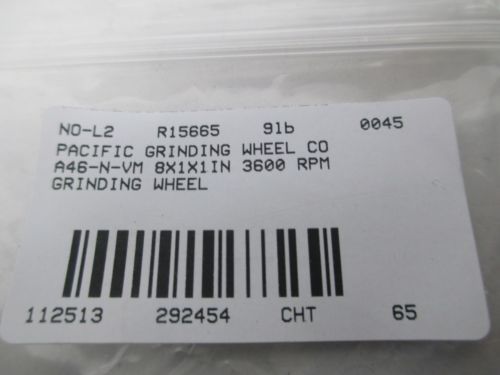 NO-L2 R15665 9lb 0045
PACIFIC GRINDING WHEEL CO
A46-N-VM 8X1X1IN 3600 RPM
GRINDING WHEEL
112513 292454 CHT 65